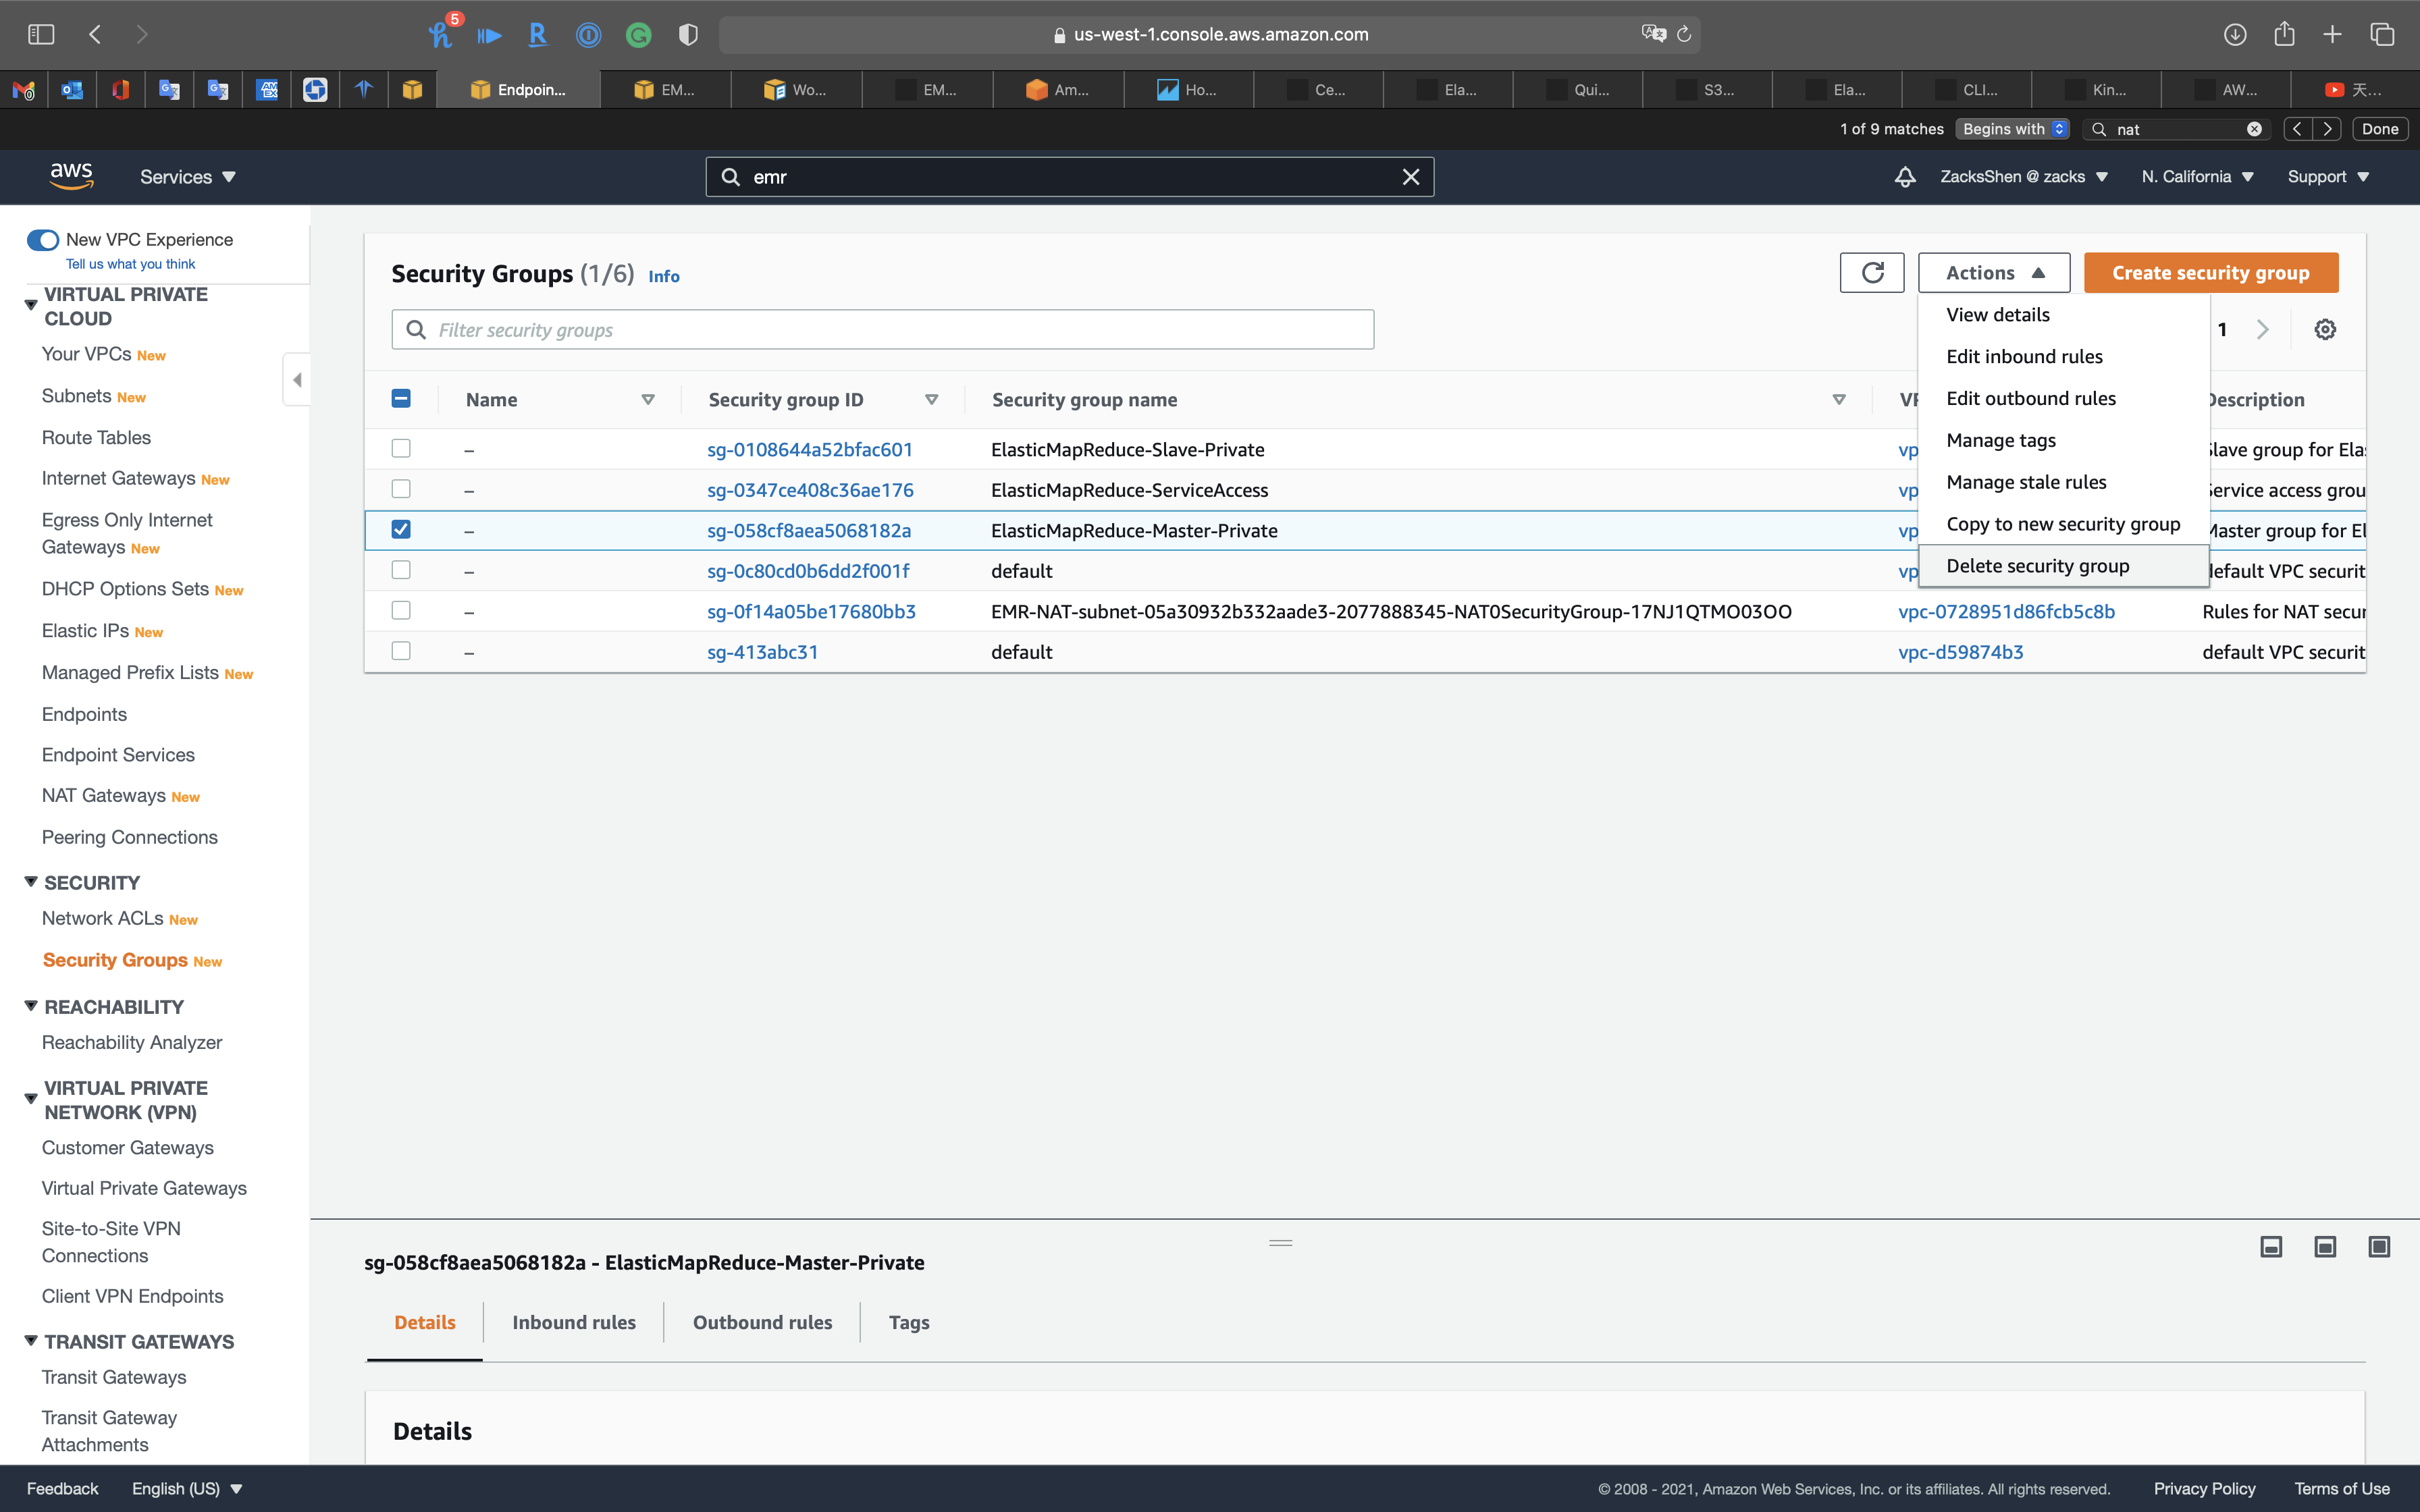 5
us-west-1.console.aws.amazon.com
Endpoin...
EM...
Wo...
EM...
Am...
Ho...
Ce...
Ela...
Qui...
S3...
Ela...
CLI...
Kin...
AW...
天...
1 of 9 matches
Begins with
nat
Done
aws
Services
emr
ZacksShen @ zacks
N. California
Support
New VPC Experience
Tell us what you think
VIRTUAL PRIVATE
CLOUD
Your VPCs New
Subnets New
Route Tables
Internet Gateways New
Egress Only Internet
Gateways New
DHCP Options Sets New
Elastic IPs New
Managed Prefix Lists New
Endpoints
Endpoint Services
NAT Gateways New
Peering Connections
SECURITY
Network ACLs New
Security Groups New
REACHABILITY
Reachability Analyzer
VIRTUAL PRIVATE
NETWORK (VPN)
Customer Gateways
Virtual Private Gateways
Site-to-Site VPN
Connections
Client VPN Endpoints
TRANSIT GATEWAYS
Transit Gateways
Transit Gateway
Attachments
Security Groups (1/6) Info
Actions
Create security group
Filter security groups
1
View details
Edit inbound rules
Edit outbound rules
Manage tags
Manage stale rules
Copy to new security group
Delete security group
Name Security group ID Security group name VP Description
– sg-0108644a52bfac601 ElasticMapReduce-Slave-Private vp Slave group for Elas
– sg-0347ce408c36ae176 ElasticMapReduce-ServiceAccess vp Service access grou
– sg-058cf8aea5068182a ElasticMapReduce-Master-Private vp Master group for El
– sg-0c80cd0b6dd2f001f default vp default VPC securit
– sg-0f14a05be17680bb3 EMR-NAT-subnet-05a30932b332aade3-2077888345-NAT0SecurityGroup-17NJ1QTMO03OO vpc-0728951d86fcb5c8b Rules for NAT secur
– sg-413abc31 default vpc-d59874b3 default VPC securit
sg-058cf8aea5068182a - ElasticMapReduce-Master-Private
Details
Inbound rules
Outbound rules
Tags
Details
Feedback
English (US)
© 2008 - 2021, Amazon Web Services, Inc. or its affiliates. All rights reserved.
Privacy Policy
Terms of Use